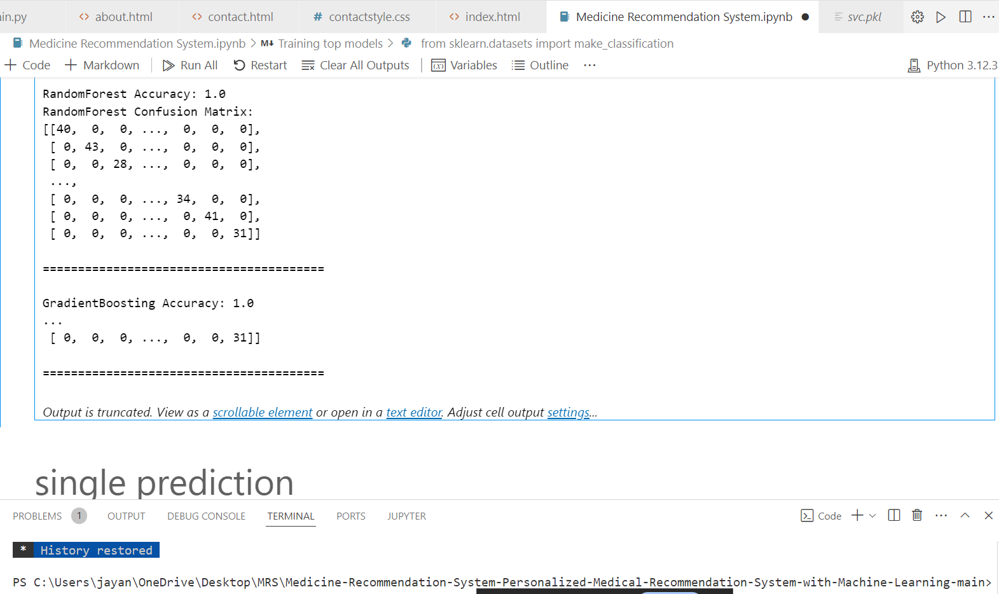 in.py <> about.html <> contact.html # contactstyle.css <> index.html Medicine Recommendation System.ipynb ● svc.pkl ...
Medicine Recommendation System.ipynb > M↓ Training top models > from sklearn.datasets import make_classification
+ Code + Markdown | Run All Restart Clear All Outputs | (x) Variables Outline ... Python 3.12.3
RandomForest Accuracy: 1.0
RandomForest Confusion Matrix:
[[40,  0,  0, ...,  0,  0,  0],
 [ 0, 43,  0, ...,  0,  0,  0],
 [ 0,  0, 28, ...,  0,  0,  0],
 ...,
 [ 0,  0,  0, ..., 34,  0,  0],
 [ 0,  0,  0, ...,  0, 41,  0],
 [ 0,  0,  0, ...,  0,  0, 31]]
========================================
GradientBoosting Accuracy: 1.0
...
 [ 0,  0,  0, ...,  0,  0, 31]]
========================================
Output is truncated. View as a scrollable element or open in a text editor. Adjust cell output settings...
single prediction
PROBLEMS 1 OUTPUT DEBUG CONSOLE TERMINAL PORTS JUPYTER Code + ...
* History restored
PS C:\Users\jayan\OneDrive\Desktop\MRS\Medicine-Recommendation-System-Personalized-Medical-Recommendation-System-with-Machine-Learning-main>